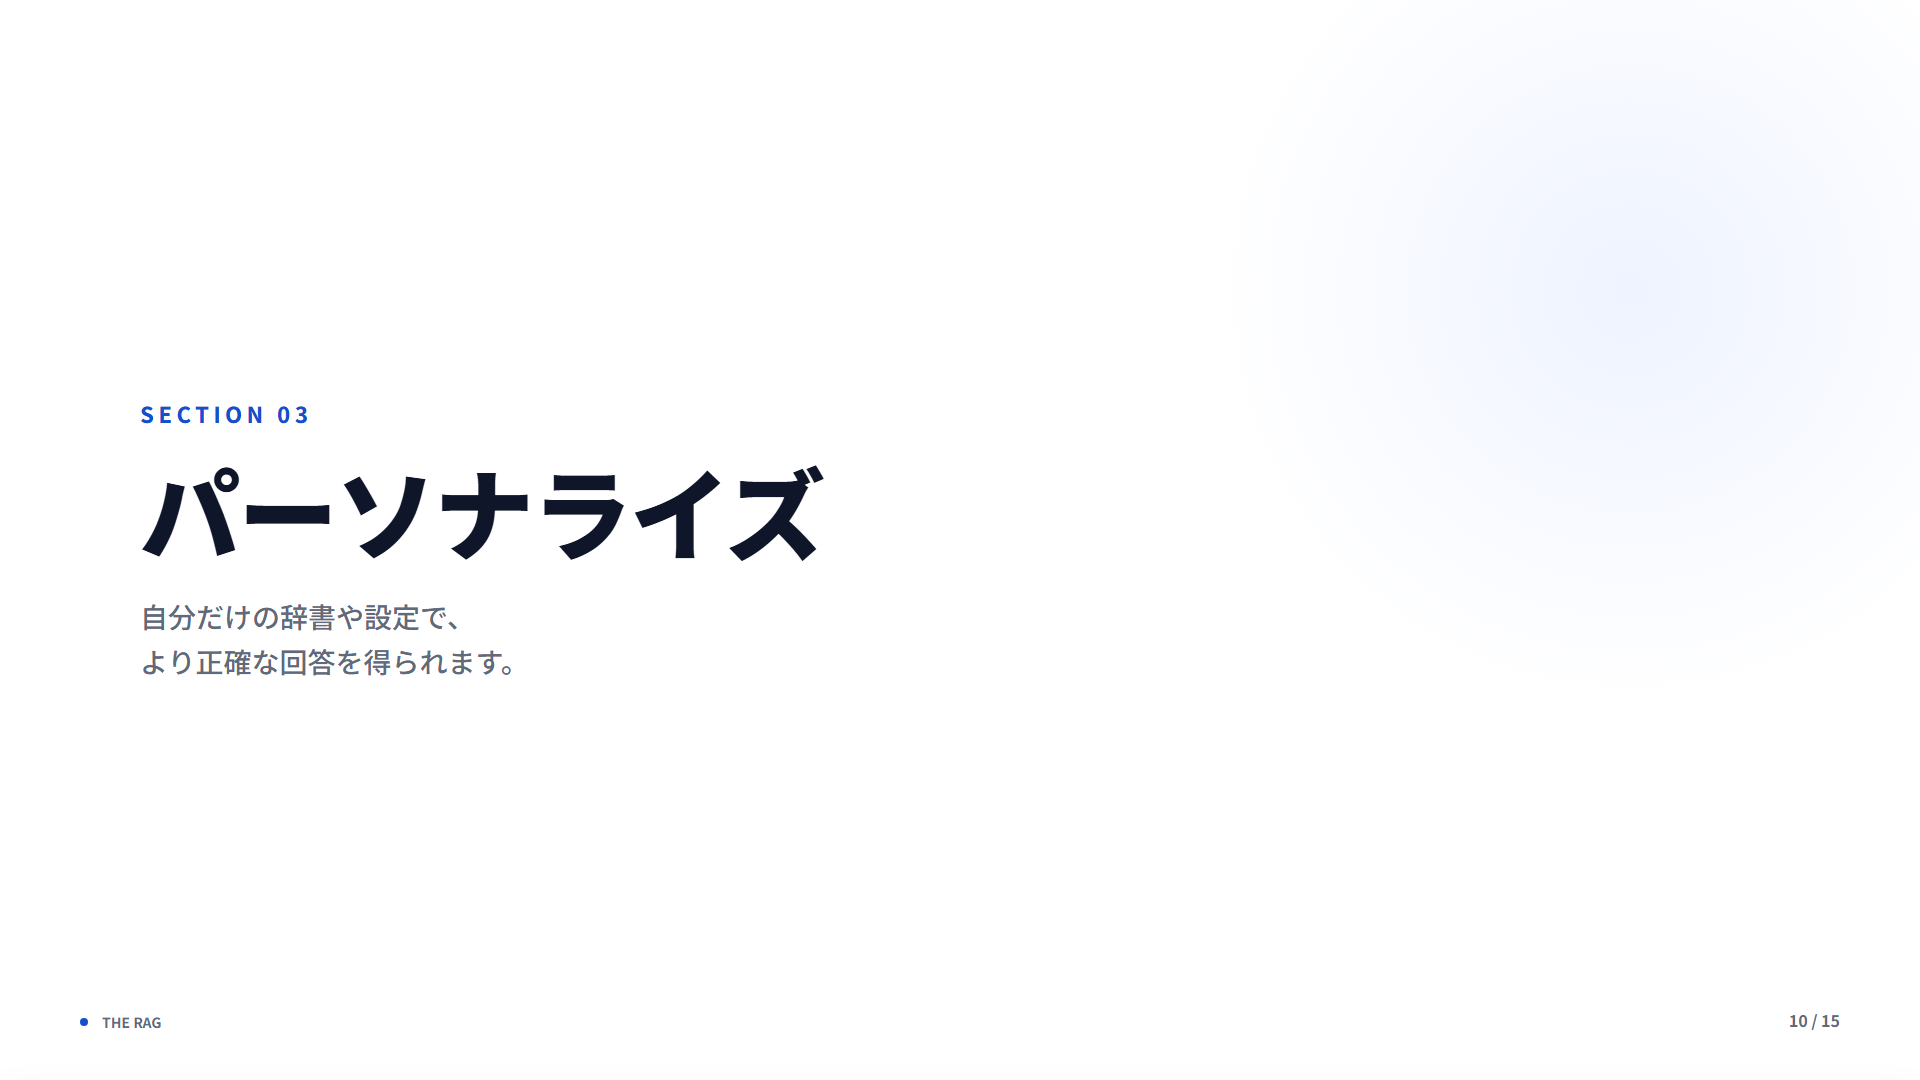 SECTION 03
パーソナライズ
自分だけの辞書や設定で、
より正確な回答を得られます。
THE RAG
10 / 15